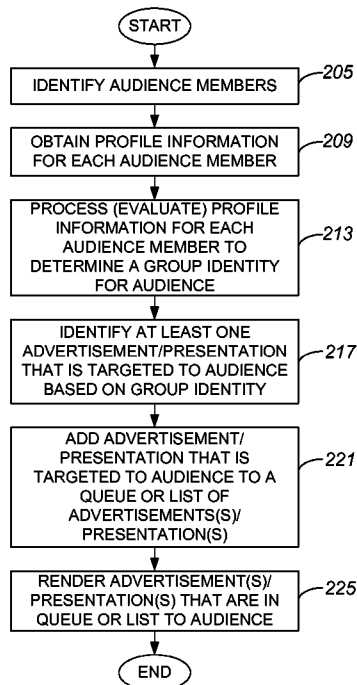 START
IDENTIFY AUDIENCE MEMBERS
205
OBTAIN PROFILE INFORMATION
FOR EACH AUDIENCE MEMBER
209
PROCESS (EVALUATE) PROFILE
INFORMATION FOR EACH
AUDIENCE MEMBER TO
DETERMINE A GROUP IDENTITY
FOR AUDIENCE
213
IDENTIFY AT LEAST ONE
ADVERTISEMENT/PRESENTATION
THAT IS TARGETED TO AUDIENCE
BASED ON GROUP IDENTITY
217
ADD ADVERTISEMENT/
PRESENTATION THAT IS
TARGETED TO AUDIENCE TO A
QUEUE OR LIST OF
ADVERTISEMENTS(S)/
PRESENTATION(S)
221
RENDER ADVERTISEMENT(S)/
PRESENTATION(S) THAT ARE IN
QUEUE OR LIST TO AUDIENCE
225
END